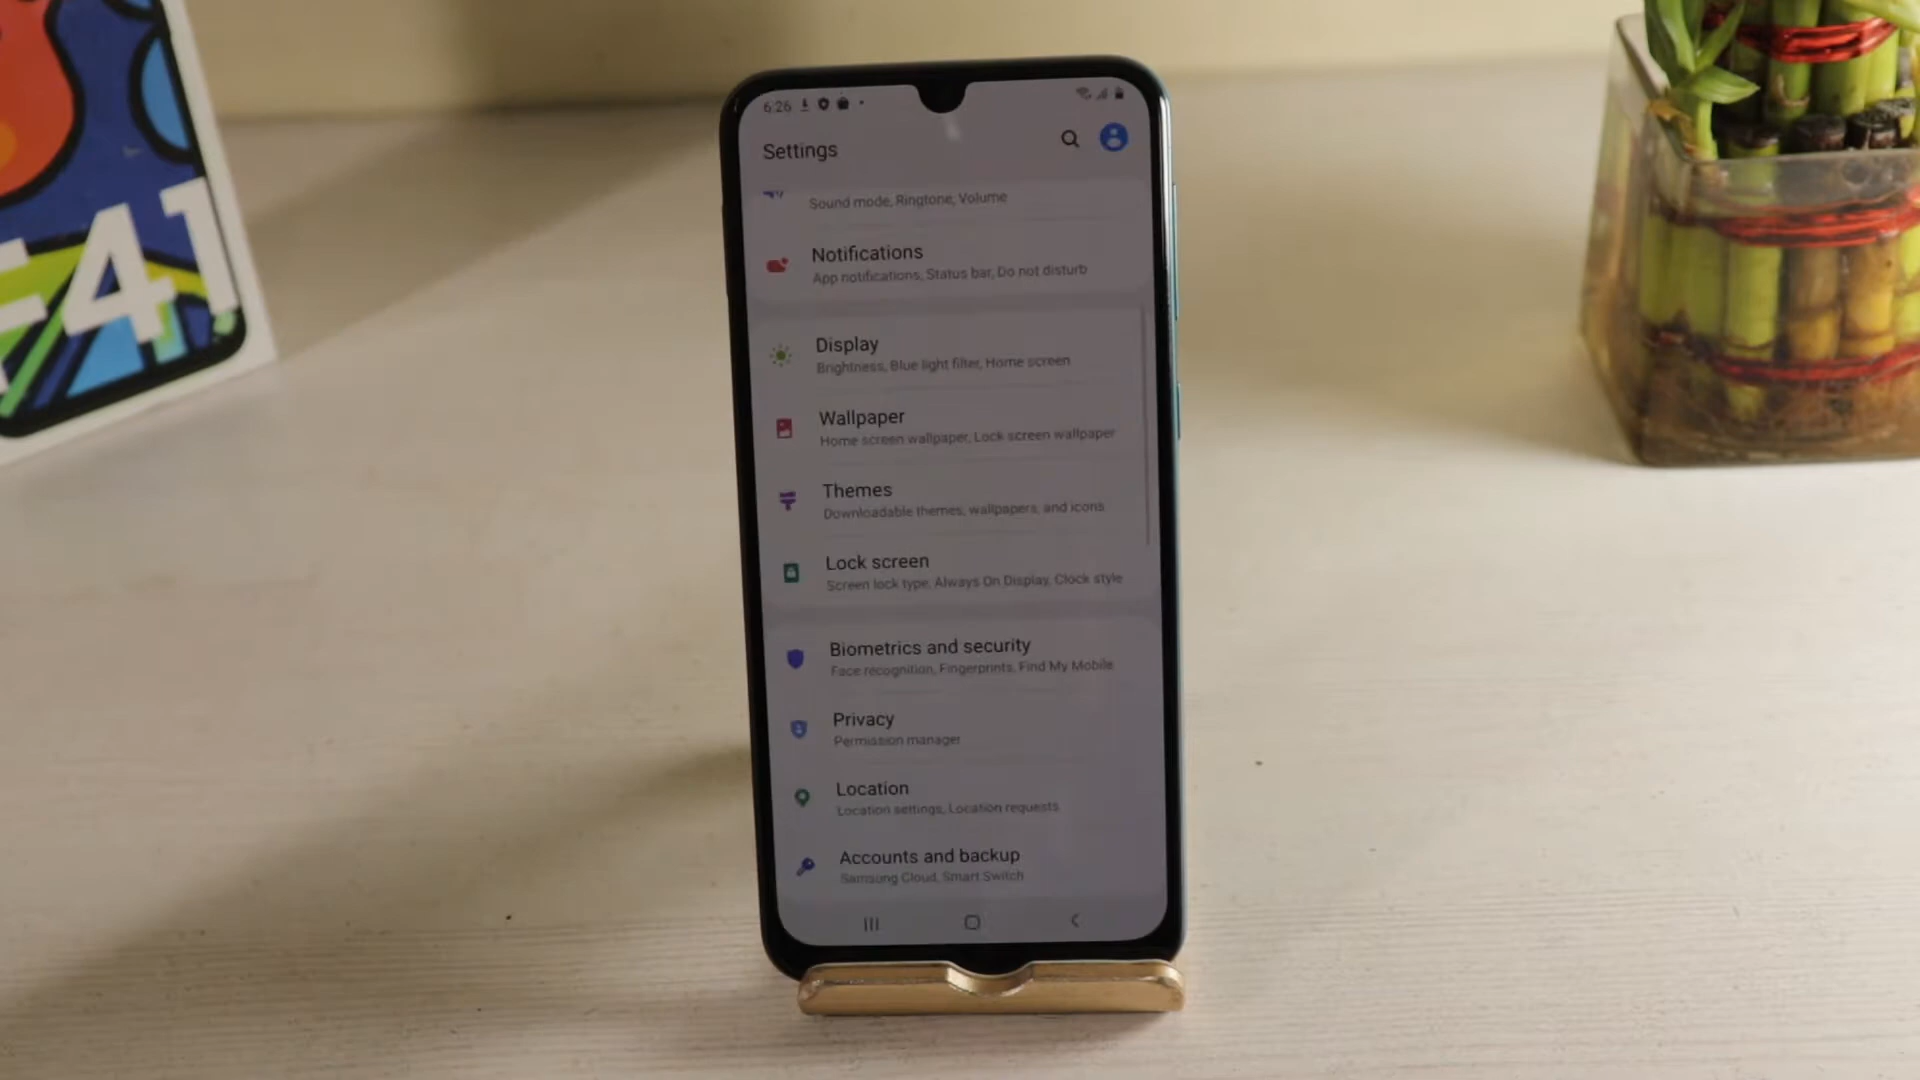 F41
6:26
Settings
Sound mode, Ringtone, Volume
Notifications
App notifications, Status bar, Do not disturb
Display
Brightness, Blue light filter, Home screen
Wallpaper
Home screen wallpaper, Lock screen wallpaper
Themes
Downloadable themes, wallpapers, and icons
Lock screen
Screen lock type, Always On Display, Clock style
Biometrics and security
Face recognition, Fingerprints, Find My Mobile
Privacy
Permission manager
Location
Location settings, Location requests
Accounts and backup
Samsung Cloud, Smart Switch